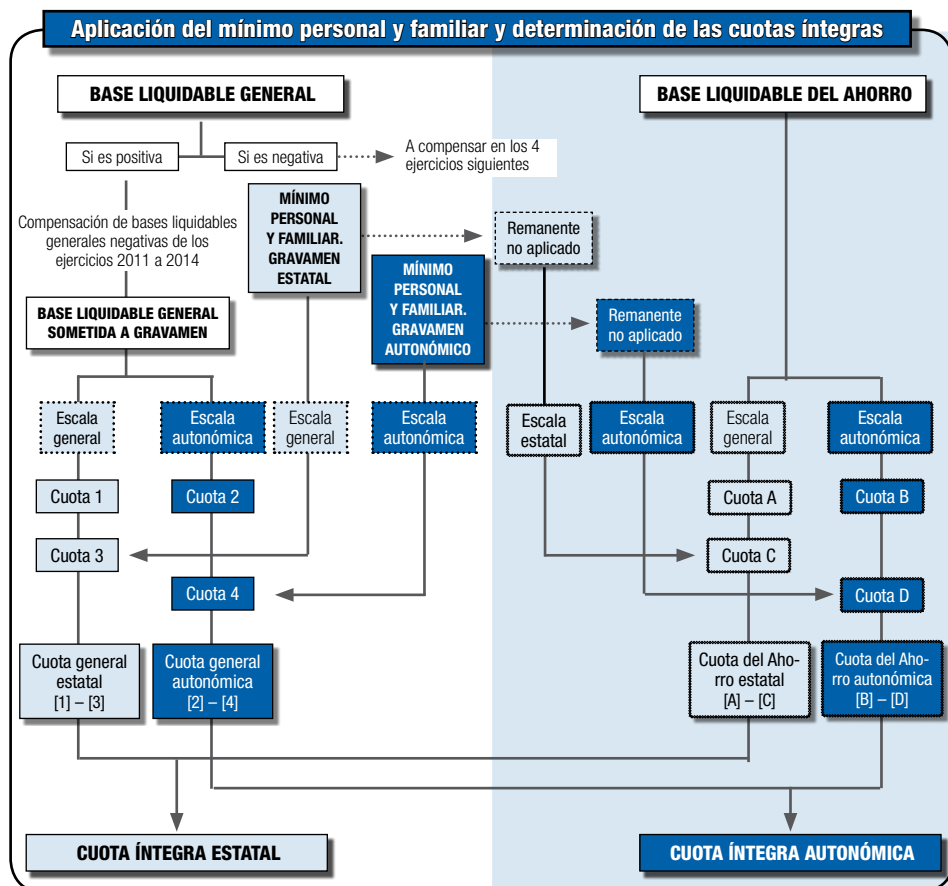 Aplicación del mínimo personal y familiar y determinación de las cuotas íntegras
BASE LIQUIDABLE GENERAL
BASE LIQUIDABLE DEL AHORRO
Si es positiva
Si es negativa
A compensar en los 4
ejercicios siguientes
Compensación de bases liquidables
generales negativas de los
ejercicios 2011 a 2014
MÍNIMO
PERSONAL
Y FAMILIAR.
GRAVAMEN
ESTATAL
Remanente
no aplicado
MÍNIMO
PERSONAL
Y FAMILIAR.
GRAVAMEN
AUTONÓMICO
Remanente
no aplicado
BASE LIQUIDABLE GENERAL
SOMETIDA A GRAVAMEN
Escala
general
Escala
autonómica
Escala
general
Escala
autonómica
Escala
estatal
Escala
autonómica
Escala
general
Escala
autonómica
Cuota 1
Cuota 2
Cuota A
Cuota B
Cuota 3
Cuota C
Cuota 4
Cuota D
Cuota general
estatal
[1] – [3]
Cuota general
autonómica
[2] – [4]
Cuota del Aho-
rro estatal
[A] – [C]
Cuota del Aho-
rro autonómica
[B] – [D]
CUOTA ÍNTEGRA ESTATAL
CUOTA ÍNTEGRA AUTONÓMICA